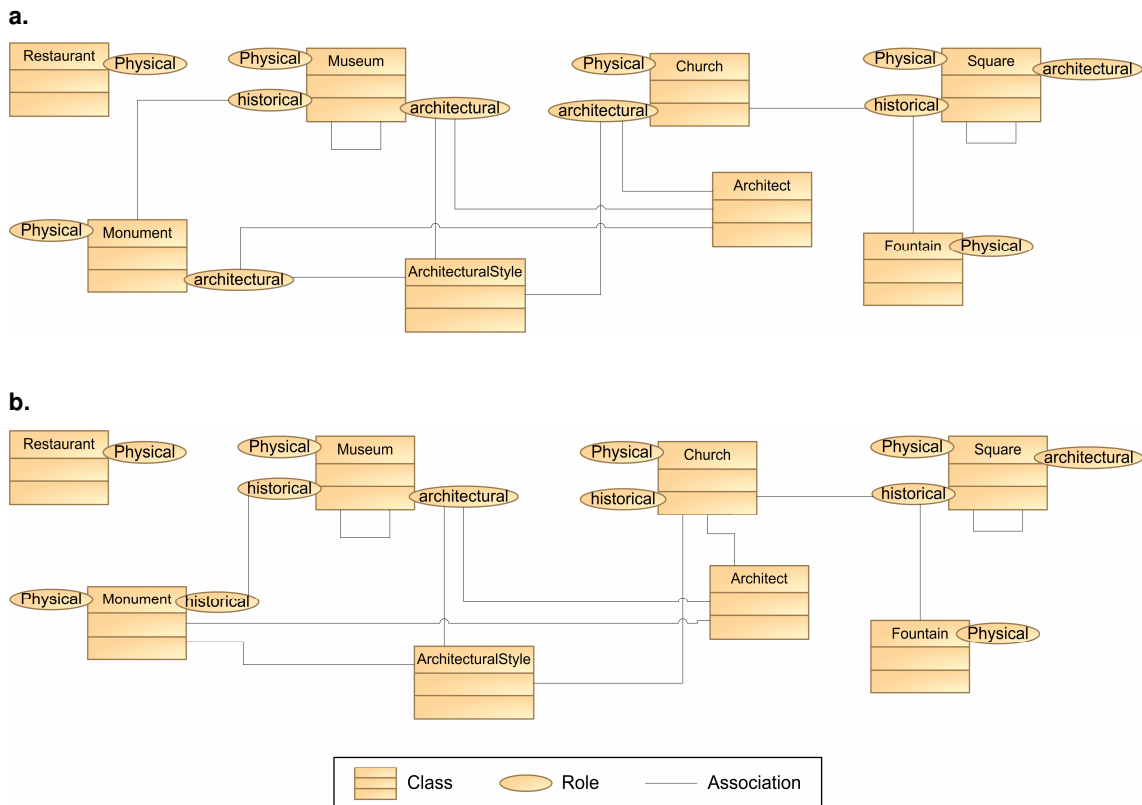 a.
Restaurant
Physical
Physical
Museum
historical
architectural
Physical
Church
architectural
Physical
Square
architectural
historical
Architect
Physical
Monument
architectural
ArchitecturalStyle
Fountain
Physical
b.
Restaurant
Physical
Physical
Museum
historical
architectural
Physical
Church
historical
Physical
Square
architectural
historical
Architect
Physical
Monument
historical
ArchitecturalStyle
Fountain
Physical
Class
Role
Association